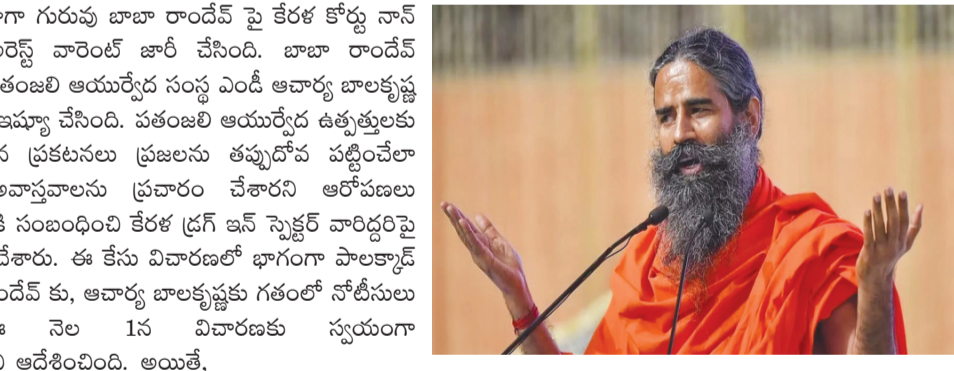 గురువు బాబా రాందేవ్ పై కేరళ కోర్టు నాన్
వారెంట్ జారీ చేసింది. బాబా రాందేవ్
ఆయుర్వేద సంస్థ ఎండీ ఆచార్య బాలకృష్ణ
ఇష్యూ చేసింది. పతంజలి ఆయుర్వేద ఉత్పత్తులకు
ప్రకటనలు ప్రజలను తప్పుదోవ పట్టించేలా
అవాస్తవాలను ప్రచారం చేశారని ఆరోపణలు
సంబంధించి కేరళ డ్రగ్ ఇన్ స్పెక్టర్ వారిద్దరిపై
చేశారు. ఈ కేసు విచారణలో భాగంగా పాలక్కాడ్
కు, ఆచార్య బాలకృష్ణకు గతంలో నోటీసులు
నెల 1న విచారణకు స్వయంగా
ఆదేశించింది. అయితే,